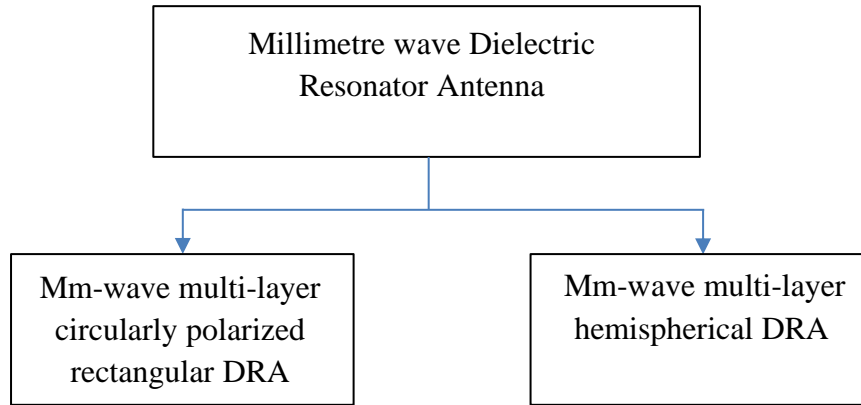 Millimetre wave Dielectric
Resonator Antenna
Mm-wave multi-layer
circularly polarized
rectangular DRA
Mm-wave multi-layer
hemispherical DRA